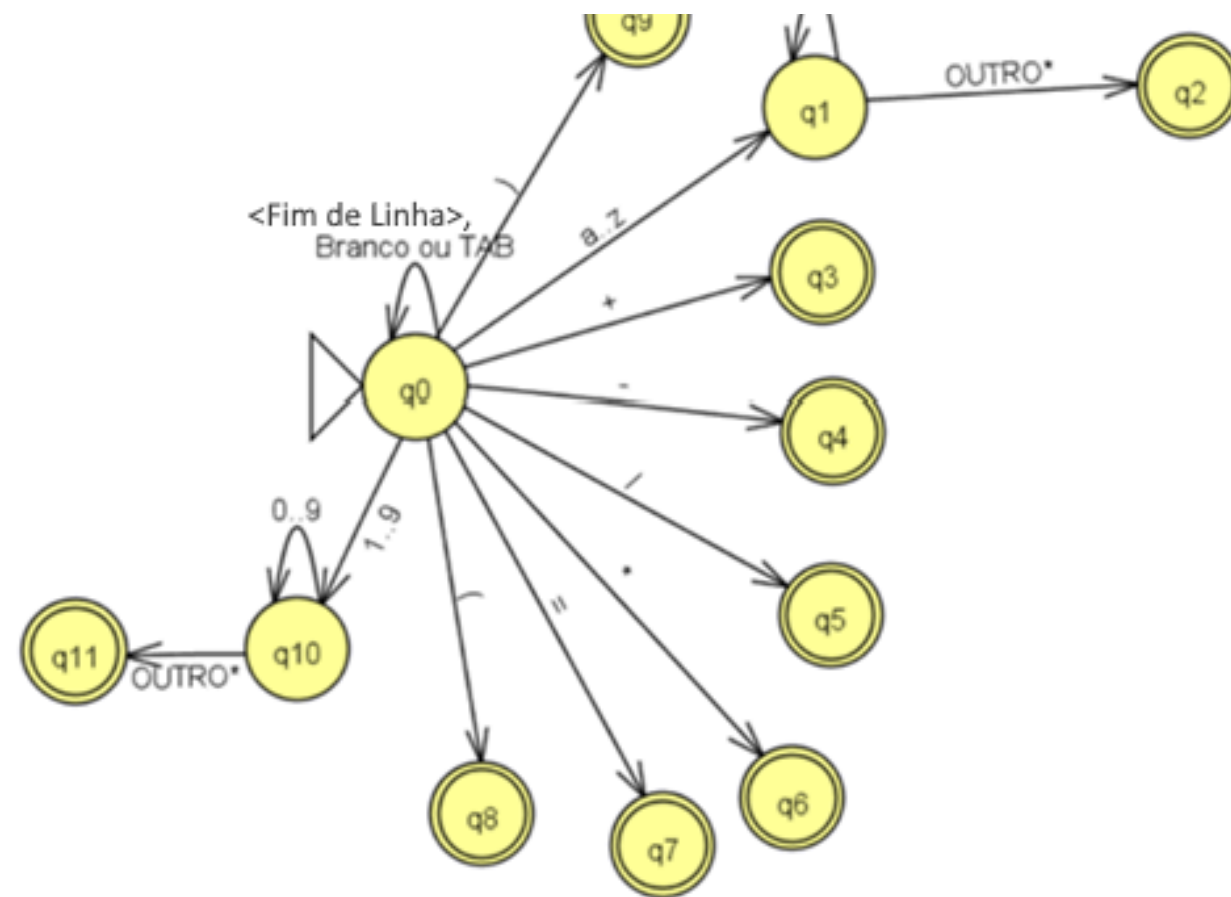 q9
q1
OUTRO*
q2
)
a..z
<Fim de Linha>,
Branco ou TAB
+
q3
q0
-
q4
/
q5
0..9
1..9
(
=
*
q6
q11
OUTRO*
q10
q8
q7